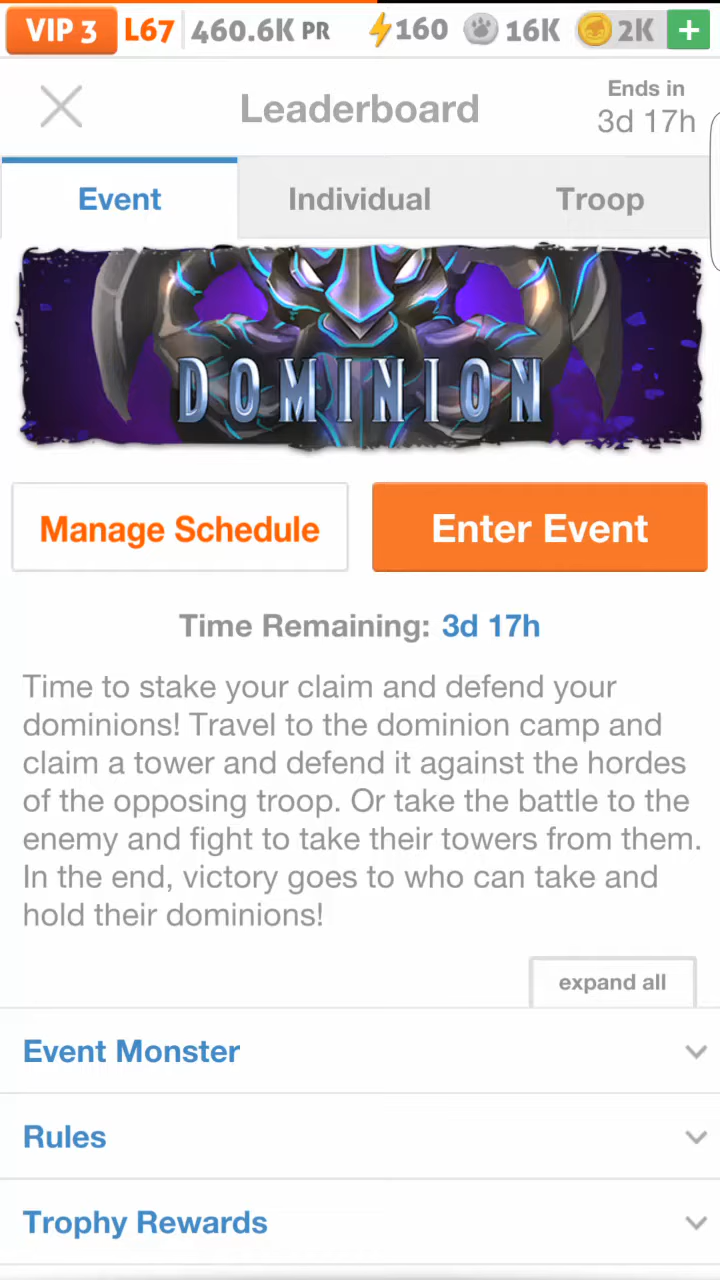 VIP 3 L67 460.6K PR 160 16K 2K +
Leaderboard
Ends in
3d 17h
Event Individual Troop
DOMINION
Manage Schedule Enter Event
Time Remaining: 3d 17h
Time to stake your claim and defend your
dominions! Travel to the dominion camp and
claim a tower and defend it against the hordes
of the opposing troop. Or take the battle to the
enemy and fight to take their towers from them.
In the end, victory goes to who can take and
hold their dominions!
expand all
Event Monster
Rules
Trophy Rewards